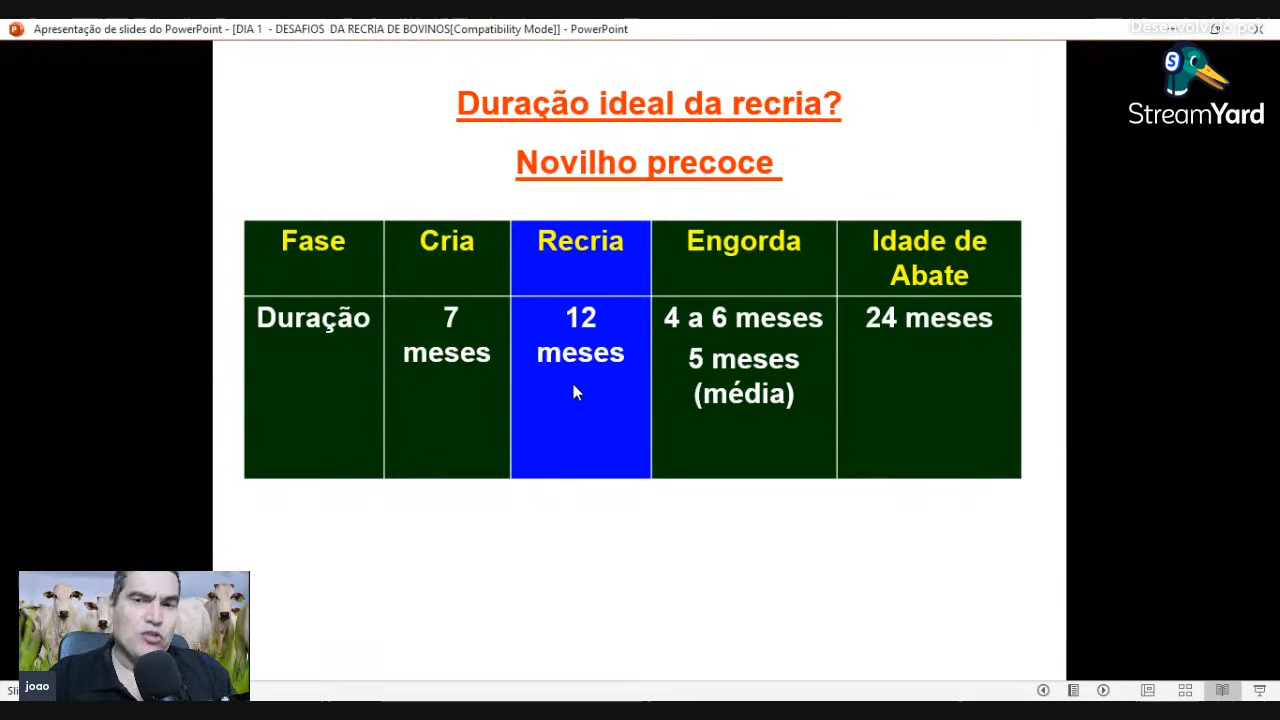 Apresentação de slides do PowerPoint - [DIA 1 - DESAFIOS DA RECRIA DE BOVINOS[Compatibility Mode]] - PowerPoint
Desenvolvido por
StreamYard
Duração ideal da recria?
Novilho precoce
Fase
Cria
Recria
Engorda
Idade de
Abate
Duração
7
meses
12
meses
4 a 6 meses
5 meses
(média)
24 meses
joao